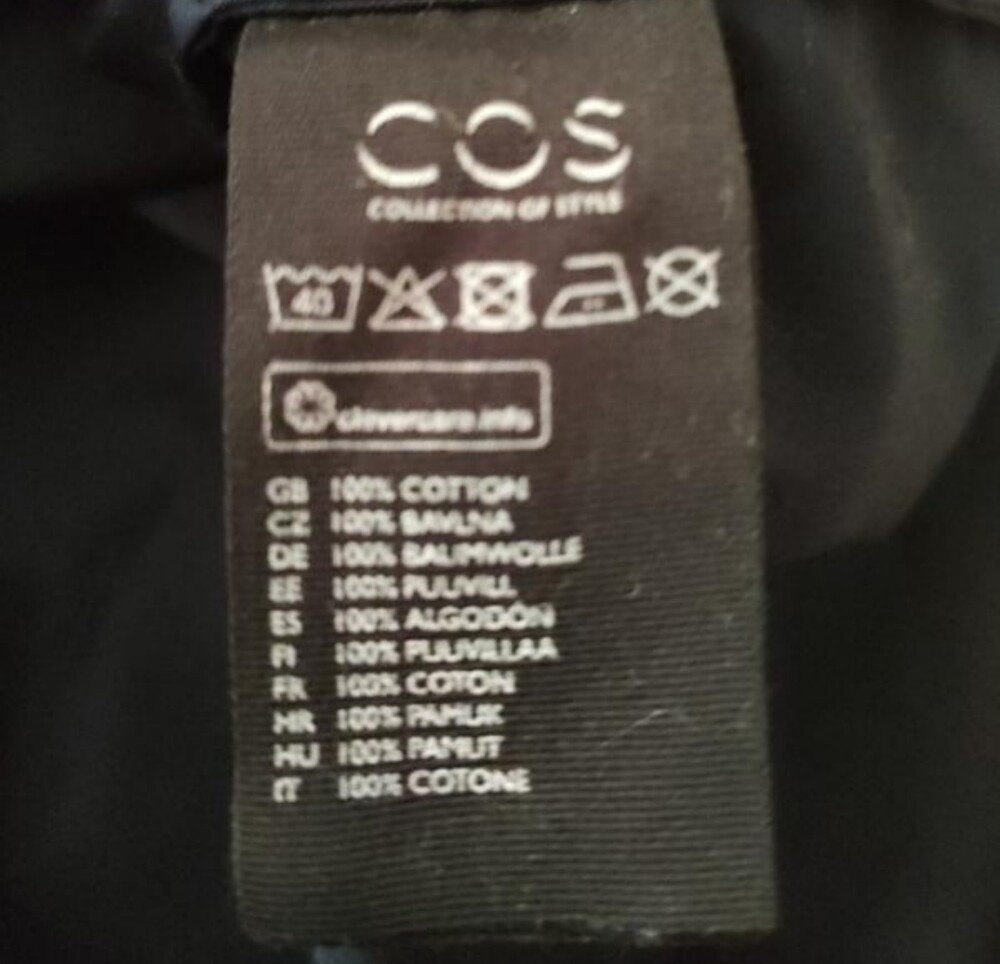 COS
COLLECTION OF STYLE
40
clevercare.info
GB 100% COTTON
CZ 100% BAVLNA
DE 100% BAUMWOLLE
EE 100% PUUVILL
ES 100% ALGODÓN
FI 100% PUUVILLAA
FR 100% COTON
HR 100% PAMUK
HU 100% PAMUT
IT 100% COTONE